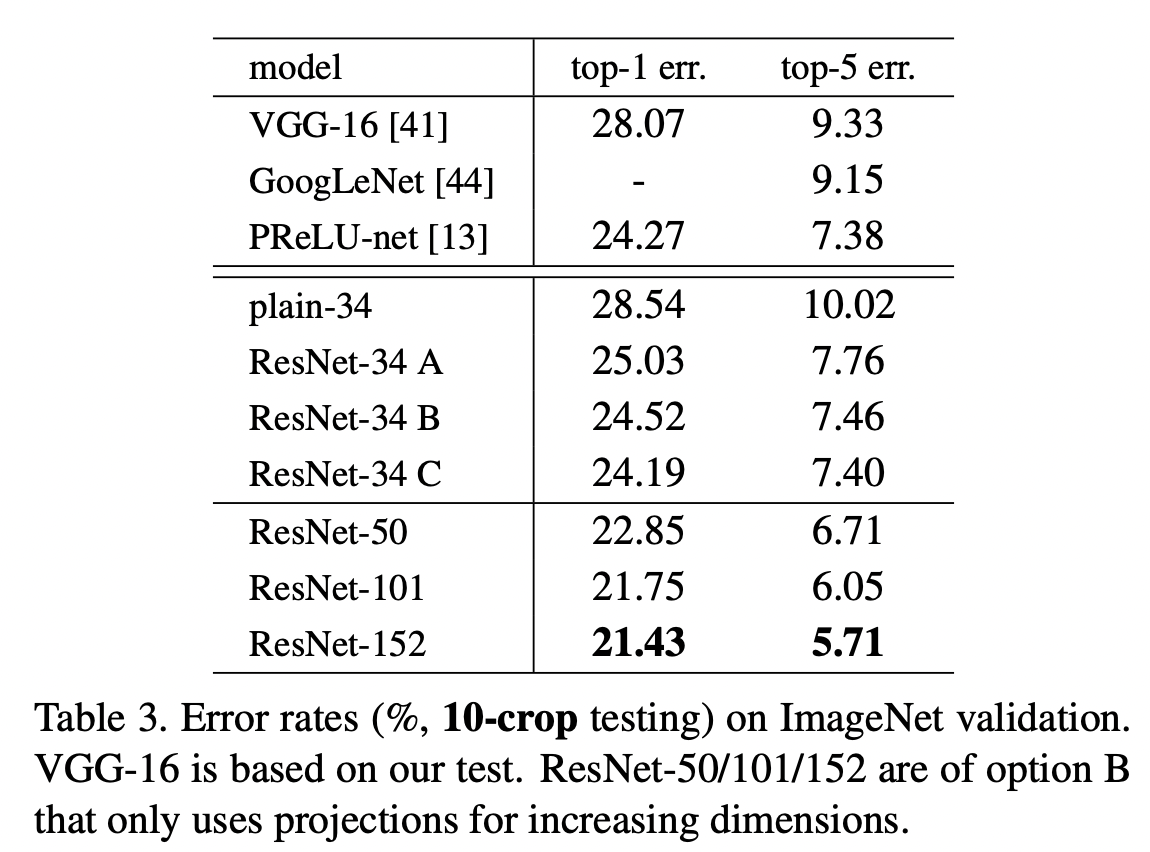 model top-1 err. top-5 err.
VGG-16 [41] 28.07 9.33
GoogLeNet [44] - 9.15
PReLU-net [13] 24.27 7.38
plain-34 28.54 10.02
ResNet-34 A 25.03 7.76
ResNet-34 B 24.52 7.46
ResNet-34 C 24.19 7.40
ResNet-50 22.85 6.71
ResNet-101 21.75 6.05
ResNet-152 21.43 5.71
Table 3. Error rates (%, 10-crop testing) on ImageNet validation.
VGG-16 is based on our test. ResNet-50/101/152 are of option B
that only uses projections for increasing dimensions.